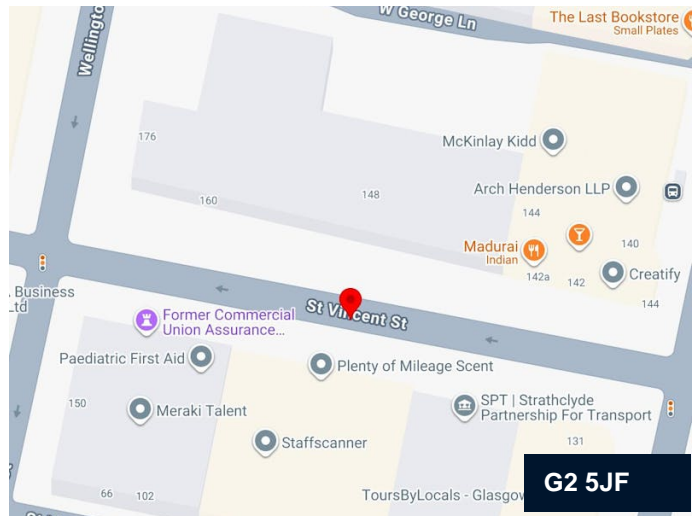 W George Ln
The Last Bookstore
Small Plates
Wellingto
McKinlay Kidd
176
Arch Henderson LLP
148
160
144
Madurai
Indian
140
142a
142
Creatify
144
Business
Ltd
Former Commercial
Union Assurance...
St Vincent St
Paediatric First Aid
Plenty of Mileage Scent
150
Meraki Talent
SPT | Strathclyde
Partnership For Transport
Staffscanner
131
66
102
ToursByLocals - Glasgow
G2 5JF